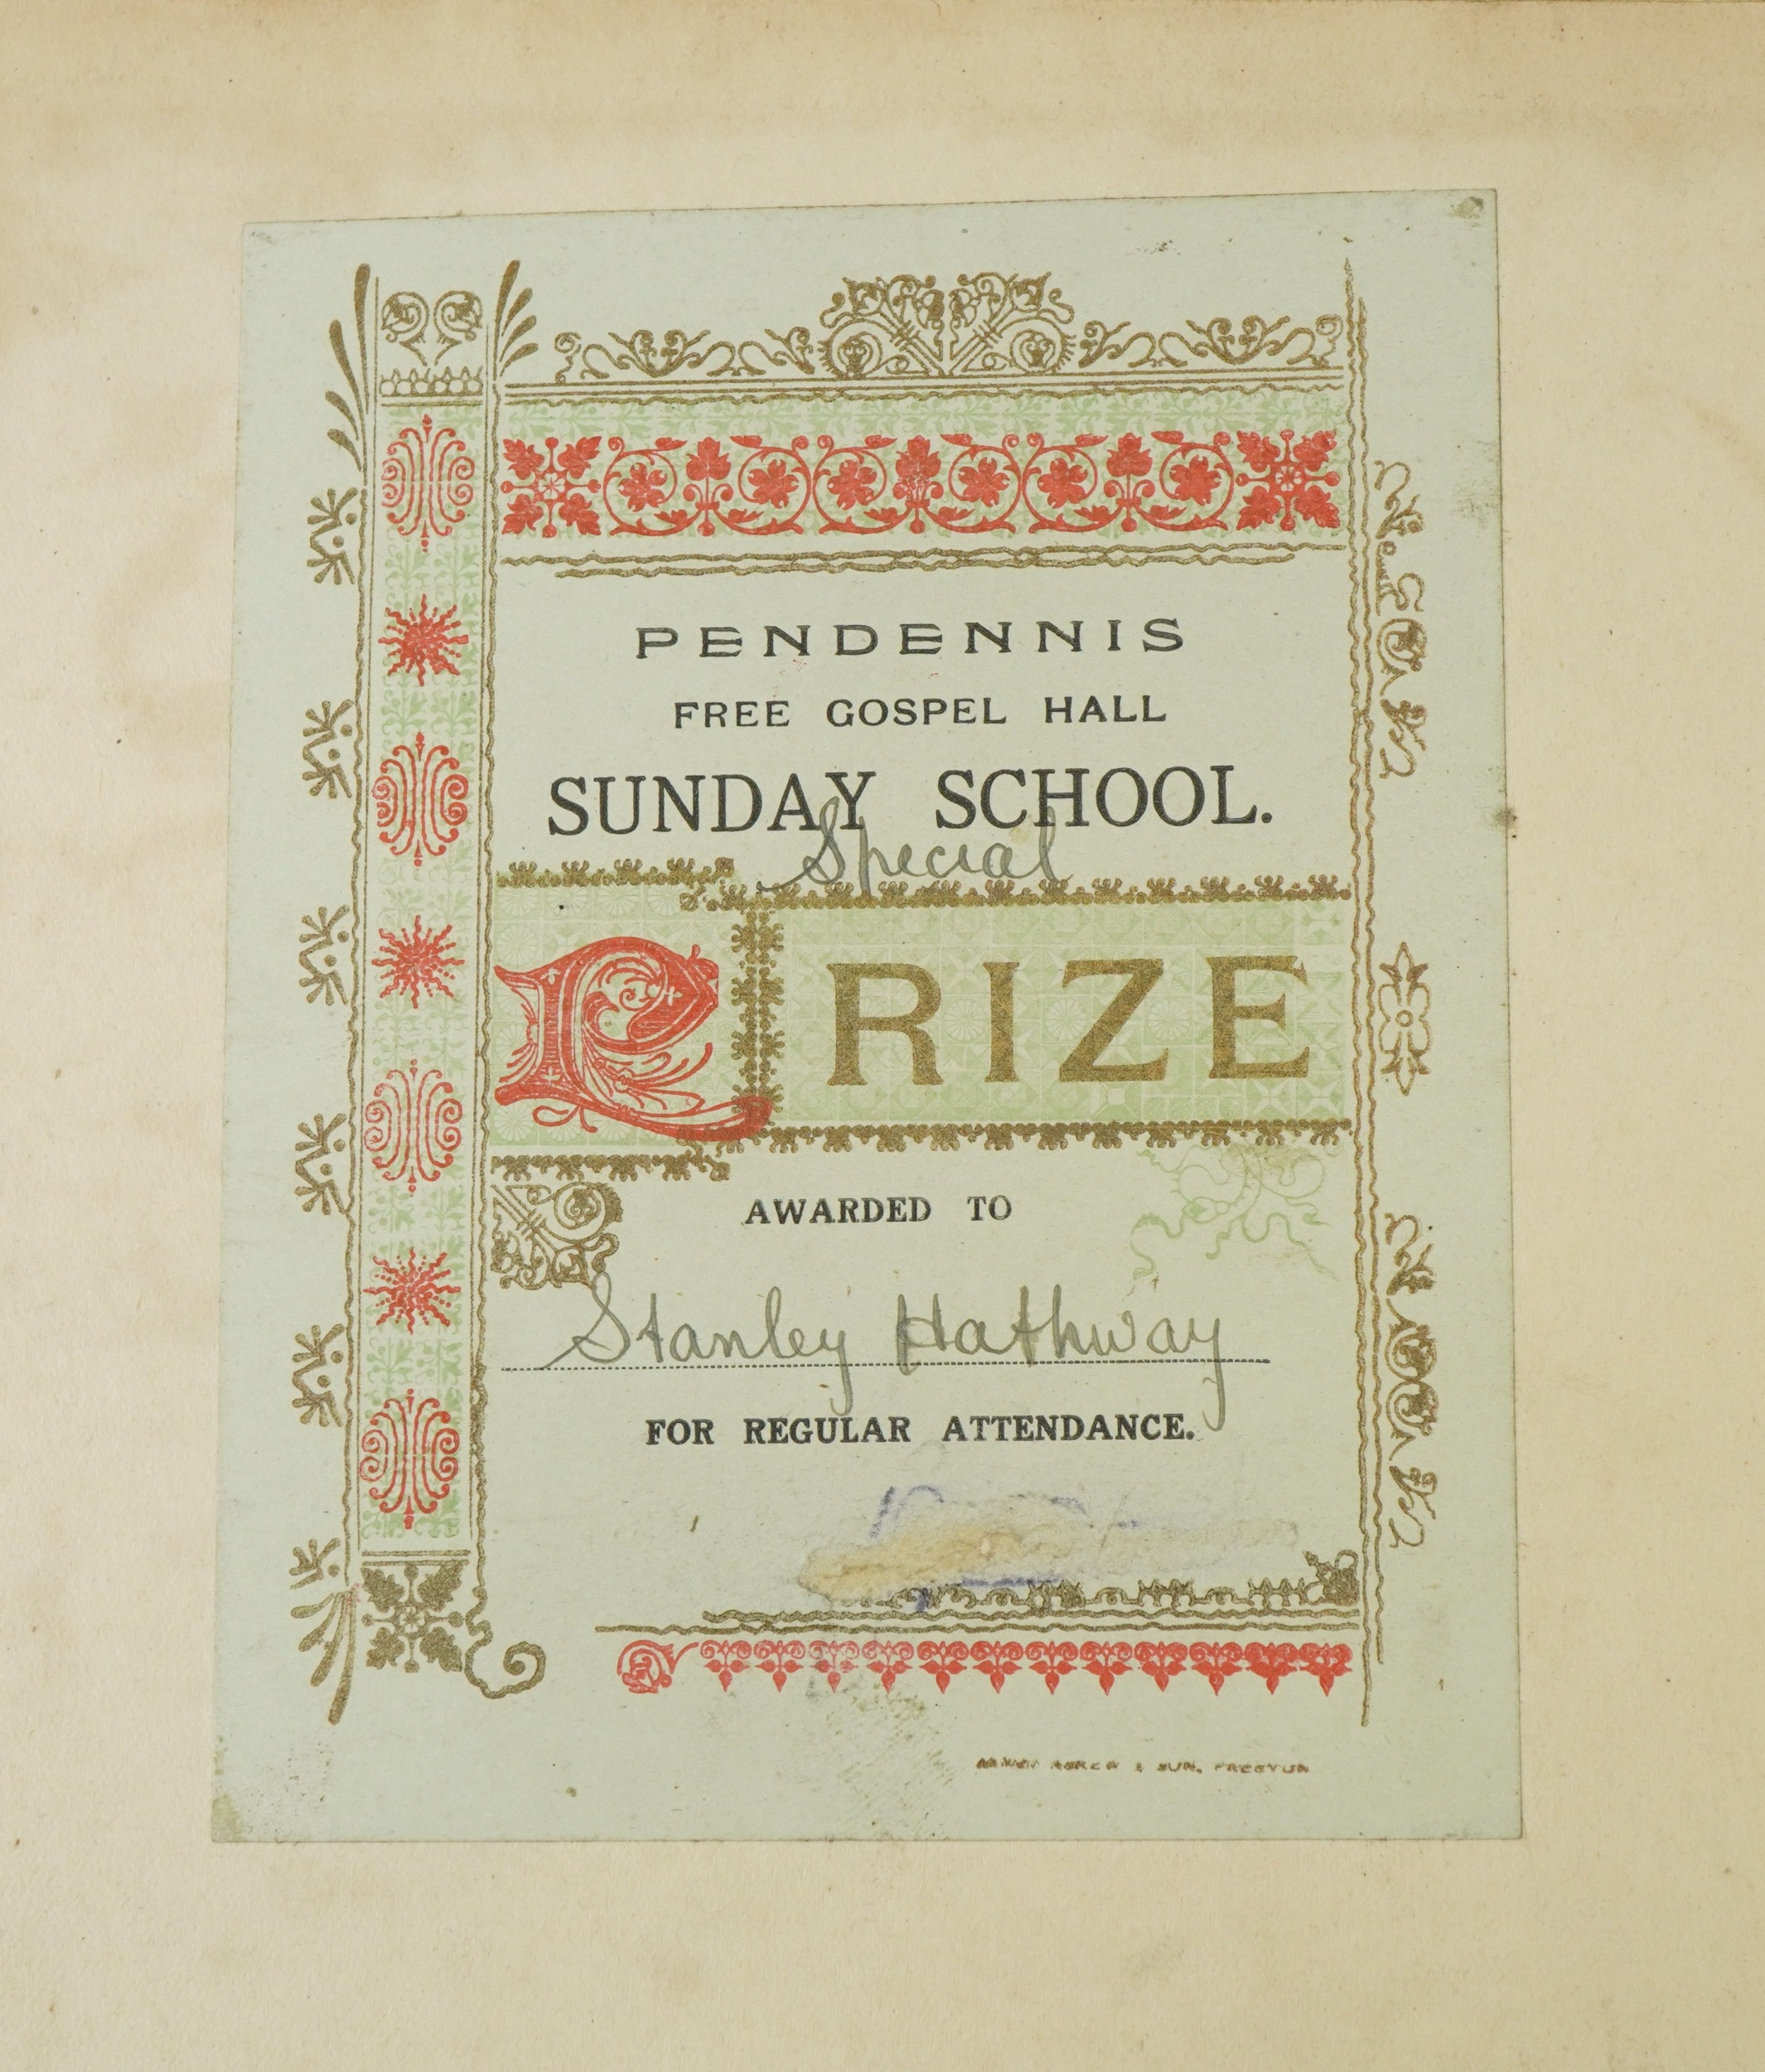 PENDENNIS
FREE GOSPEL HALL
SUNDAY SCHOOL.
Special
PRIZE
AWARDED TO
Stanley Hathway
FOR REGULAR ATTENDANCE.